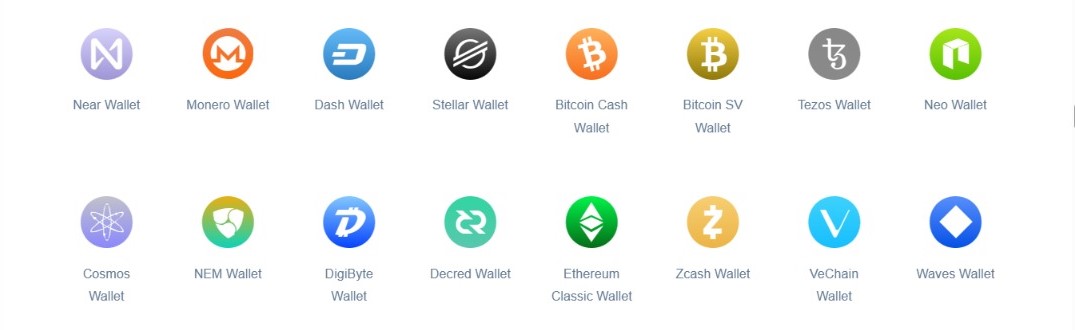 Near Wallet Monero Wallet Dash Wallet Stellar Wallet Bitcoin Cash Bitcoin SV Tezos Wallet Neo Wallet
Wallet Wallet
Cosmos NEM Wallet DigiByte Decred Wallet Ethereum Zcash Wallet VeChain Waves Wallet
Wallet Wallet Classic Wallet Wallet